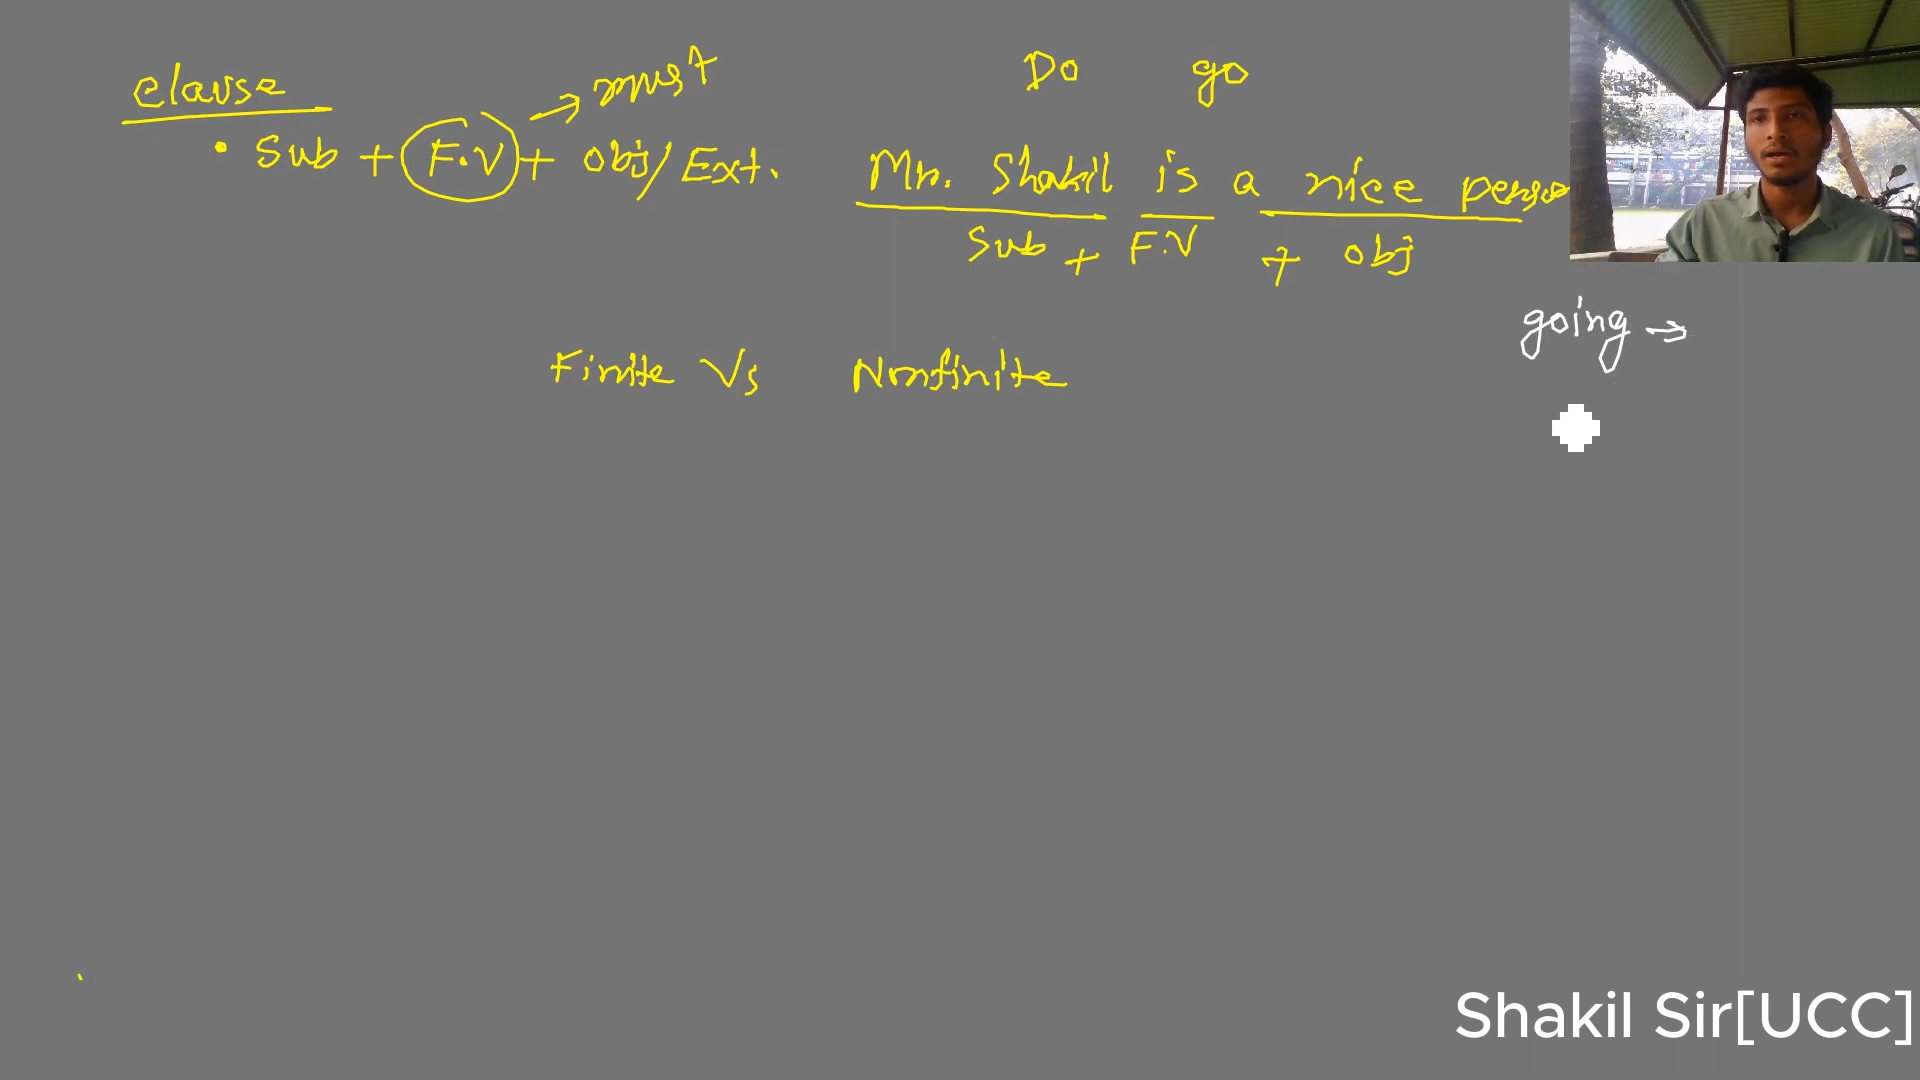 clause
→ must
• Sub + F.V + obj/Ext.
Do go
Mr. Shakil is a nice person
Sub + F.V + obj
going →
Finite Vs Nonfinite
Shakil Sir[UCC]